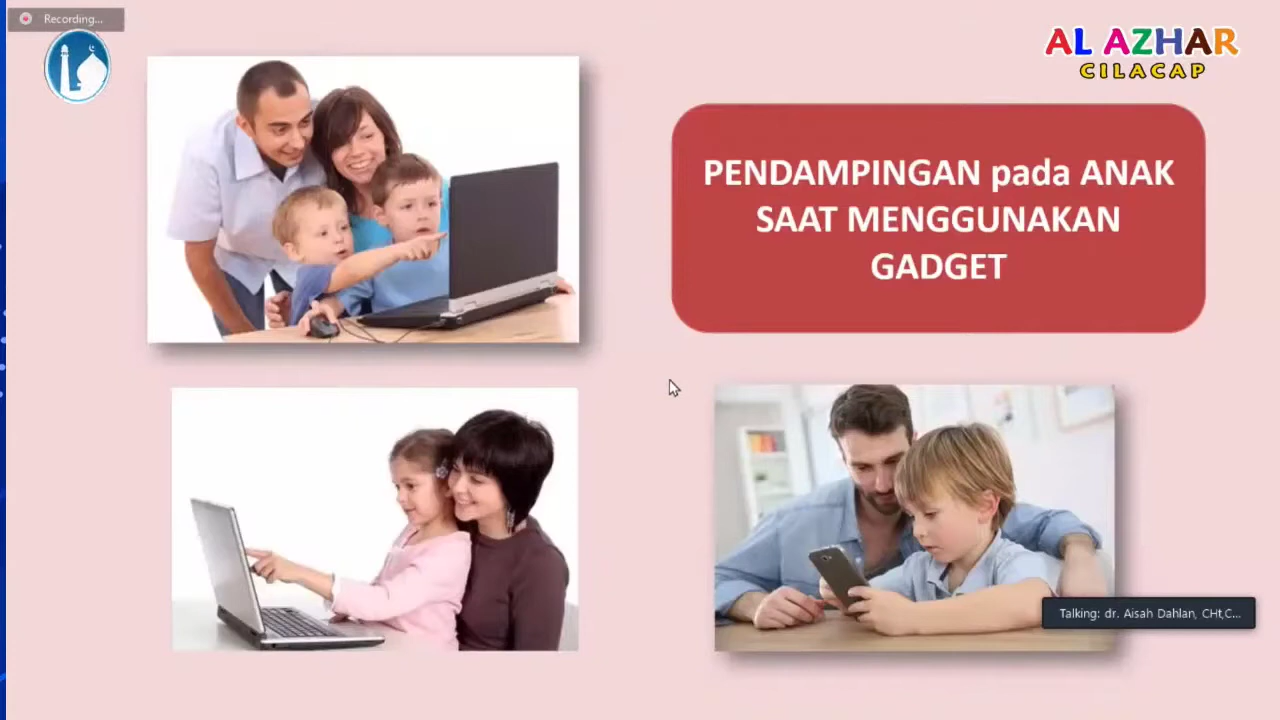 Recording...
AL AZHAR
CILACAP
PENDAMPINGAN pada ANAK
SAAT MENGGUNAKAN
GADGET
Talking: dr. Aisah Dahlan, CHt,C...